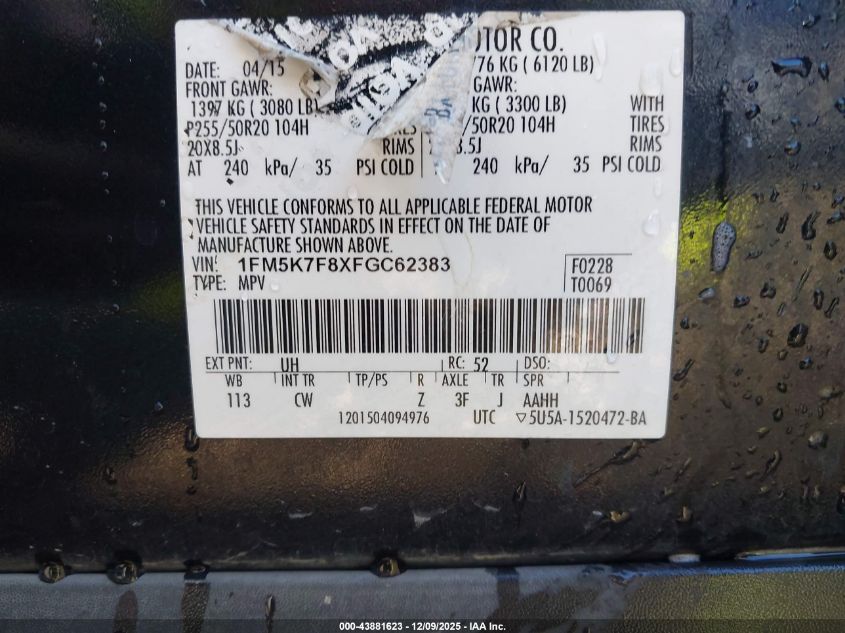 OTOR CO.
DATE: 04/15 76 KG ( 6120 LB)
FRONT GAWR: GAWR:
1397 KG ( 3080 LB) KG ( 3300 LB) WITH
P255/50R20 104H /50R20 104H TIRES
20X8.5J RIMS .5J RIMS
AT 240 kPa/ 35 PSI COLD 240 kPa/ 35 PSI COLD
THIS VEHICLE CONFORMS TO ALL APPLICABLE FEDERAL MOTOR
VEHICLE SAFETY STANDARDS IN EFFECT ON THE DATE OF
MANUFACTURE SHOWN ABOVE.
VIN: 1FM5K7F8XFGC62383 F0228
TYPE: MPV T0069
EXT PNT: UH RC: 52 DSO:
WB INT TR TP/PS R AXLE TR SPR
113 CW Z 3F J AAHH
1201504094976 UTC ▽5U5A-1520472-BA
000-43881623 | 12/09/2025 - IAA Inc.